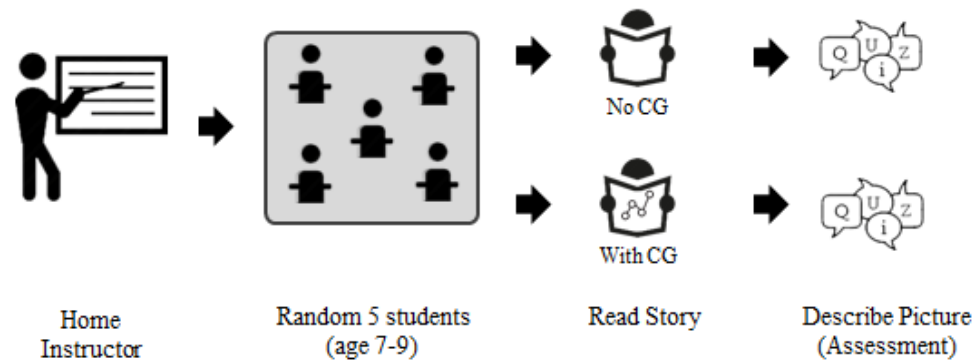 No CG
Q U i Z
With CG
Q U i Z
Home
Instructor
Random 5 students
(age 7-9)
Read Story
Describe Picture
(Assessment)